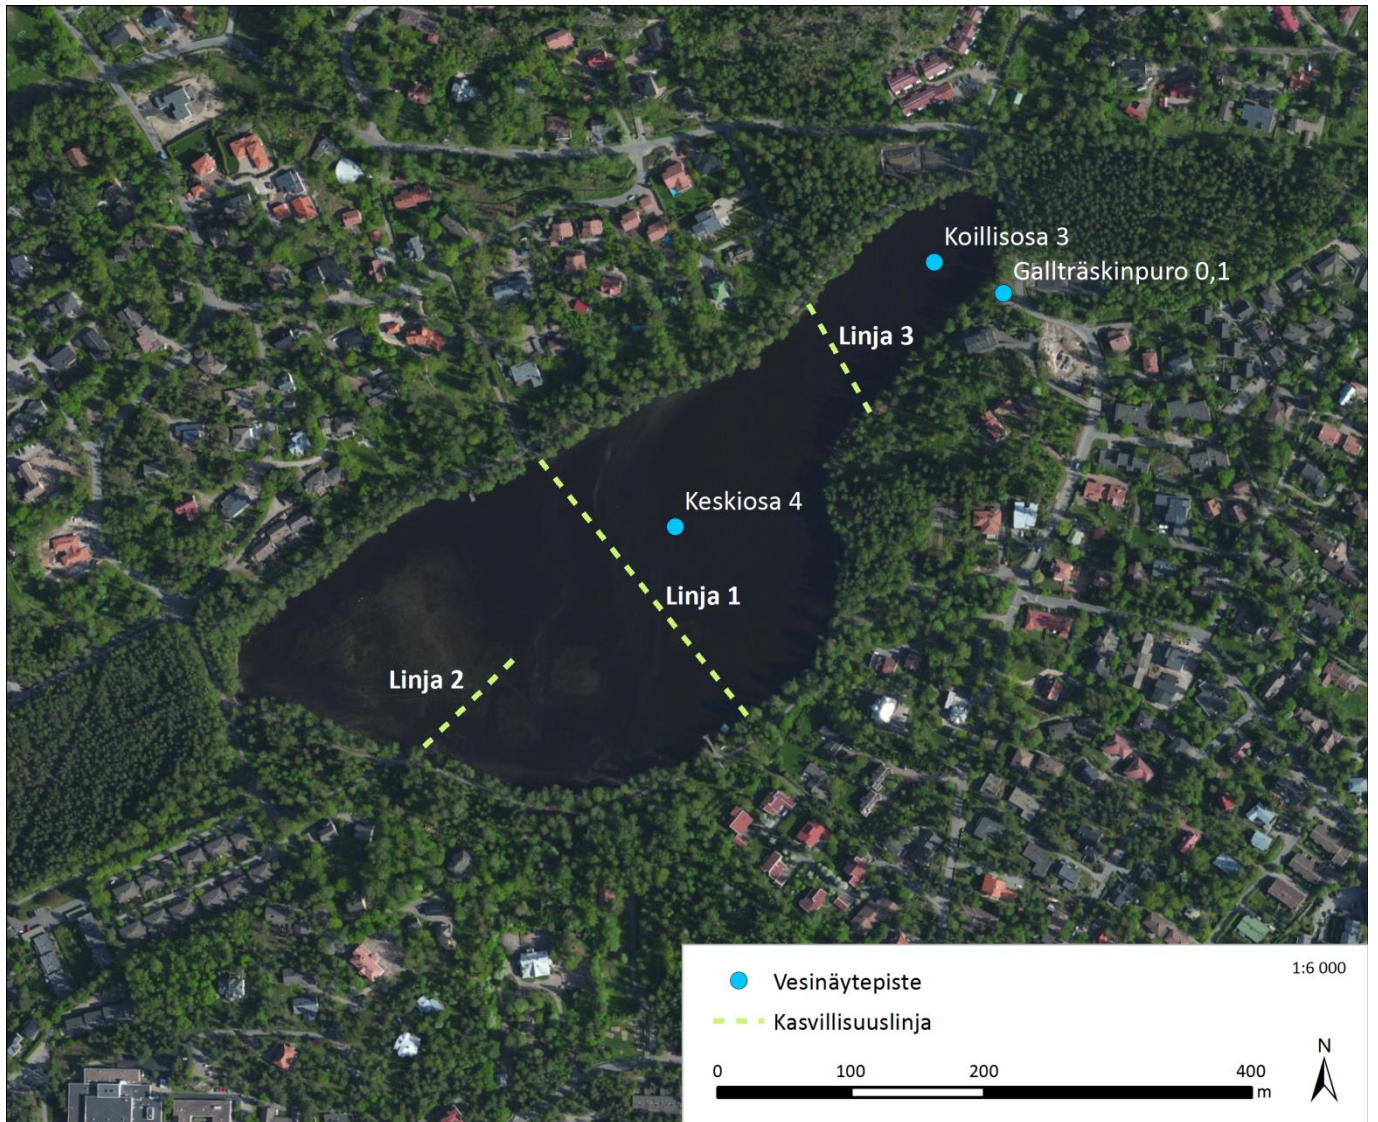 Koillisosa 3
Gallträskinpuro 0,1
Linja 3
Keskiosa 4
Linja 1
Linja 2
1:6 000
Vesinäytepiste
Kasvillisuuslinja
N
0 100 200 400
m